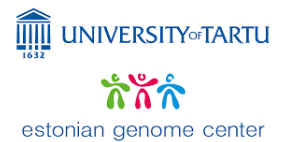 UNIVERSITY OF TARTU
1632
estonian genome center